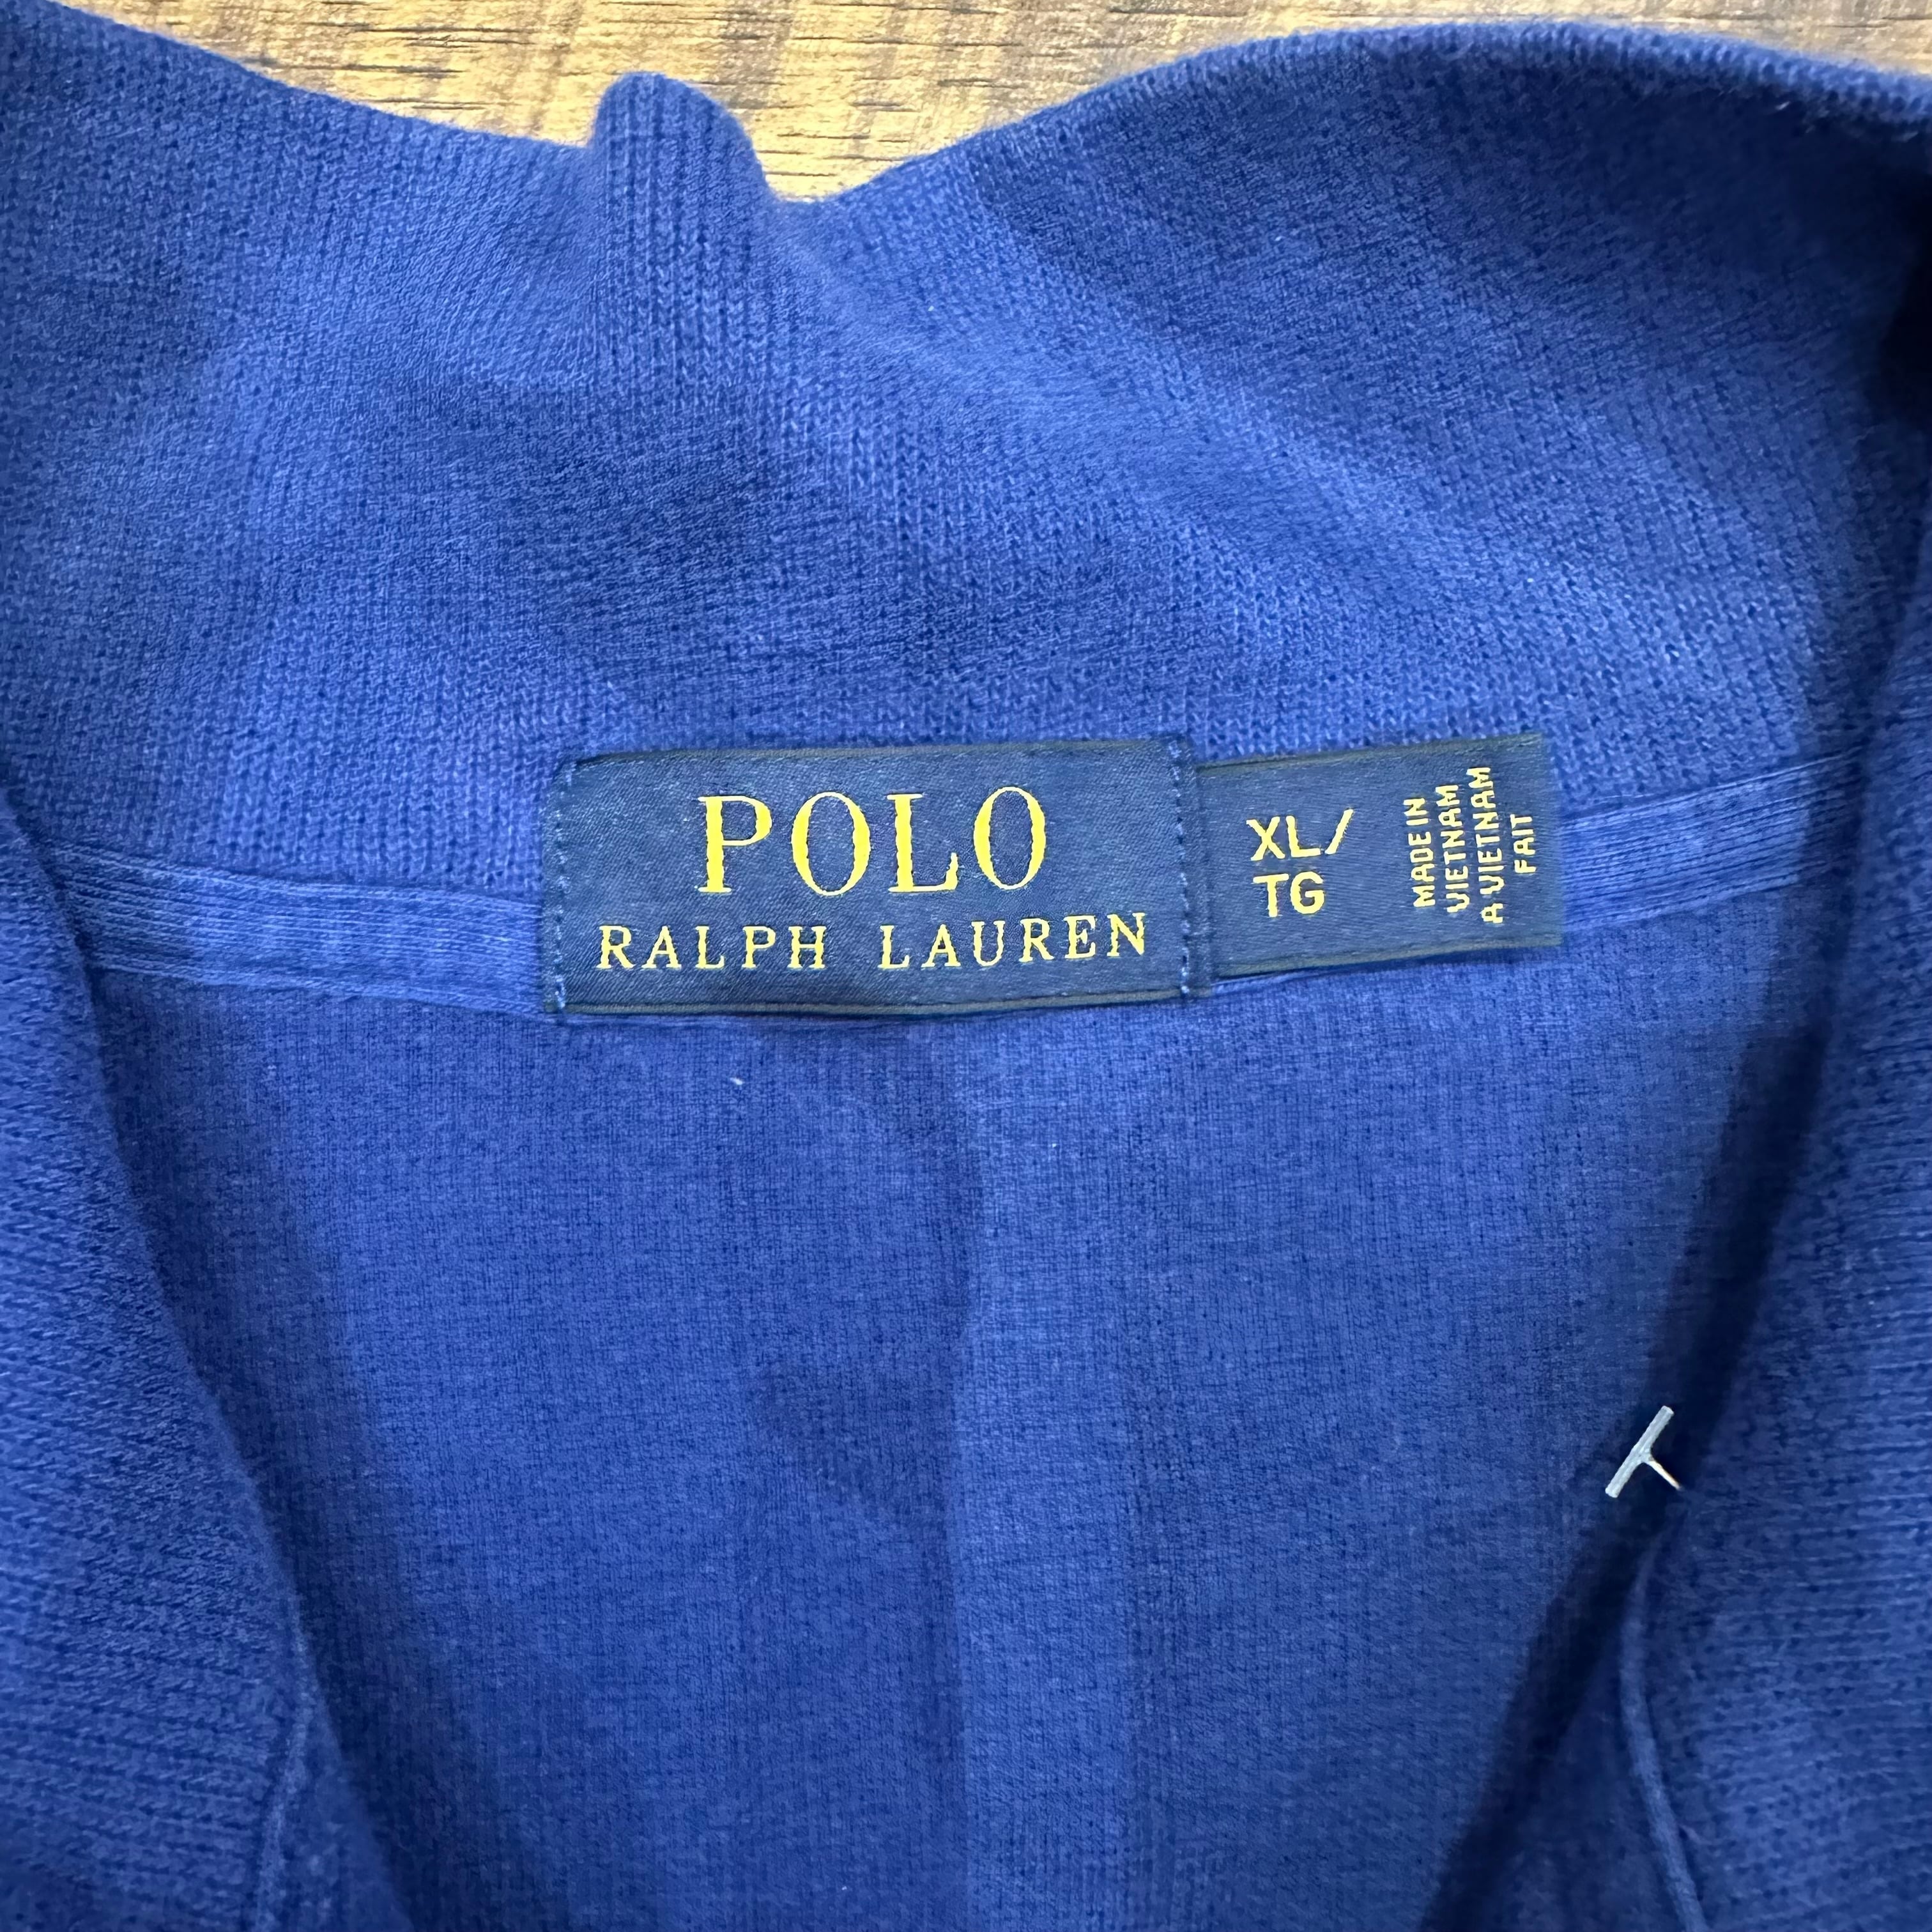 POLO
RALPH LAUREN
XL/
TG
MADE IN
VIETNAM
A VIETNAM
FAIT